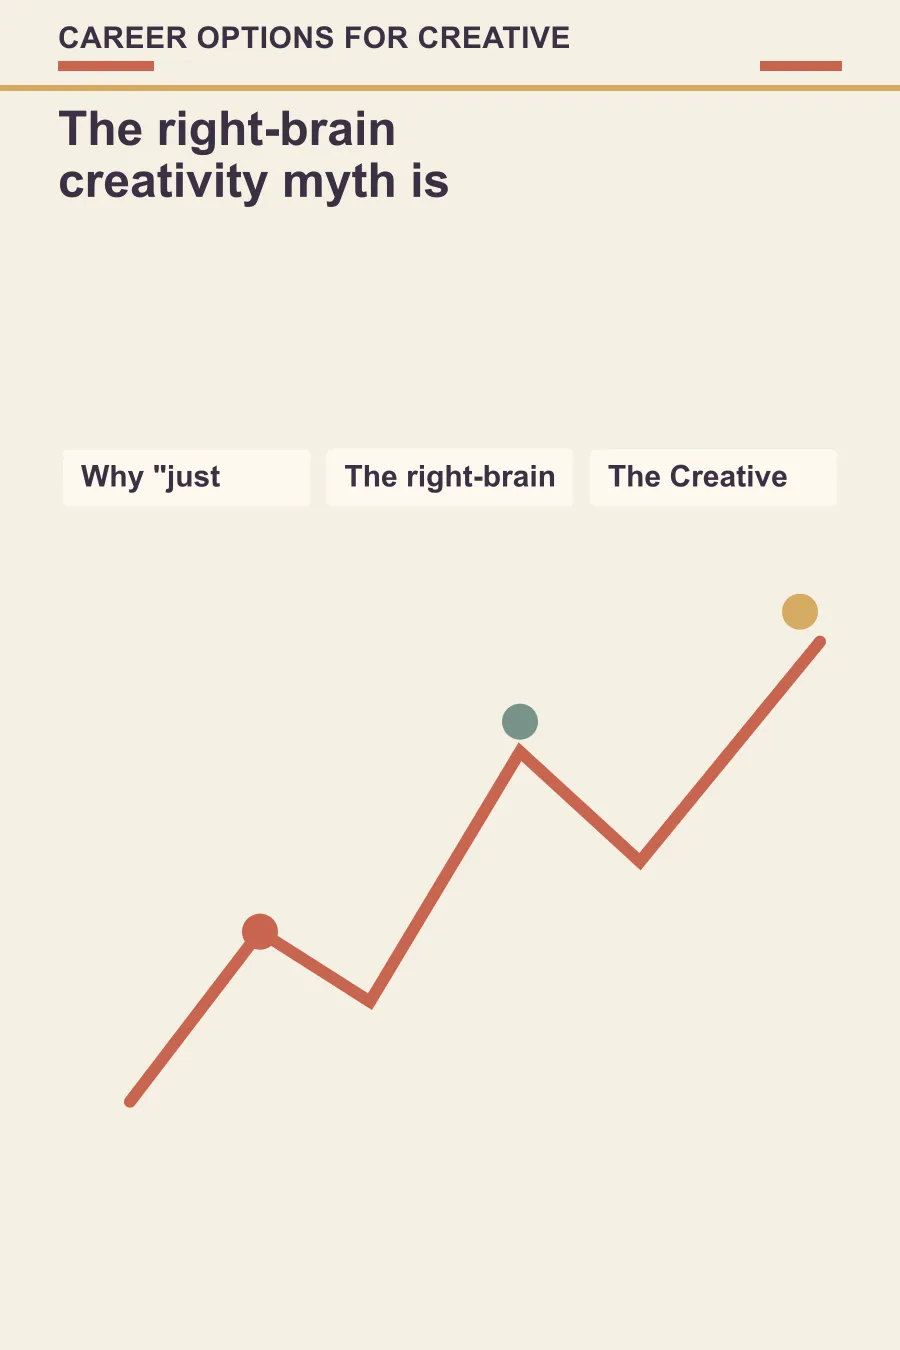 CAREER OPTIONS FOR CREATIVE
The right-brain
creativity myth is
Why "just
The right-brain
The Creative